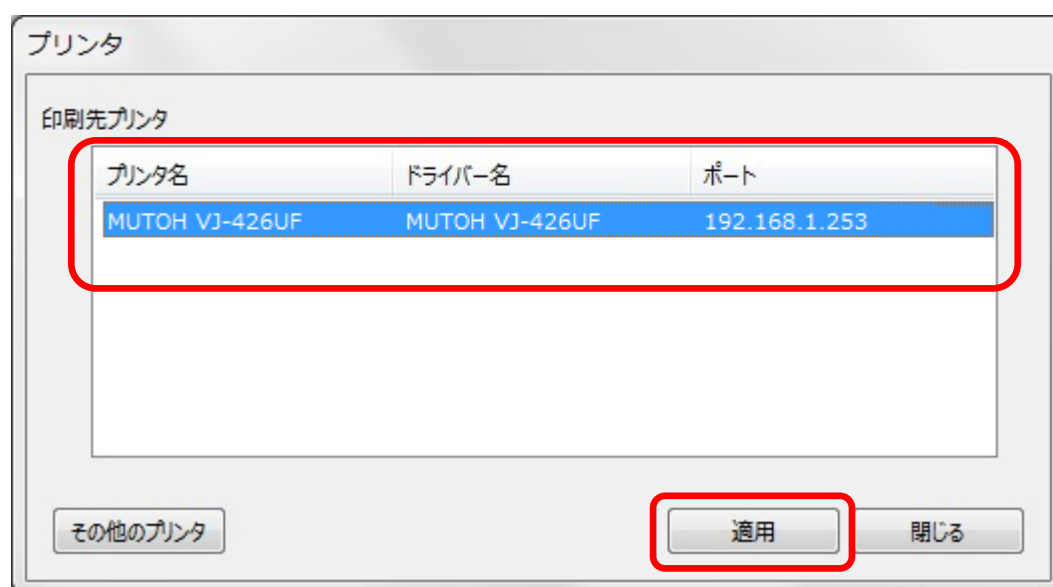 プリンタ
印刷先プリンタ
プリンタ名 ドライバー名 ポート
MUTOH VJ-426UF MUTOH VJ-426UF 192.168.1.253
その他のプリンタ 適用 閉じる